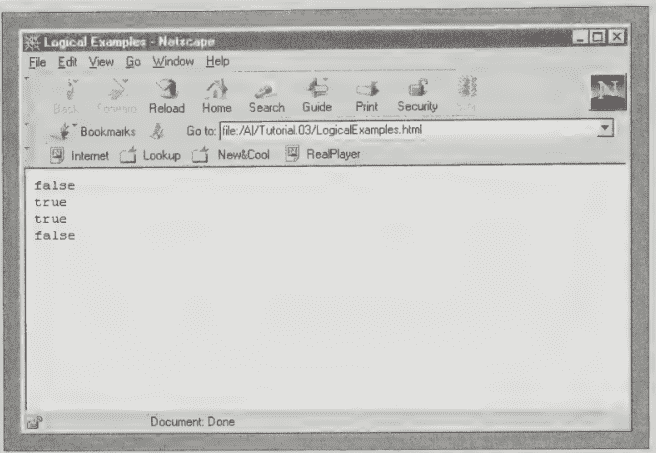 Logical Examples - Netscape
File Edit View Go Window Help
Back Forward Reload Home Search Guide Print Security Stop
Bookmarks Go to: file:/A|/Tutorial.03/LogicalExamples.html
Internet Lookup New&Cool RealPlayer
false
true
true
false
Document: Done